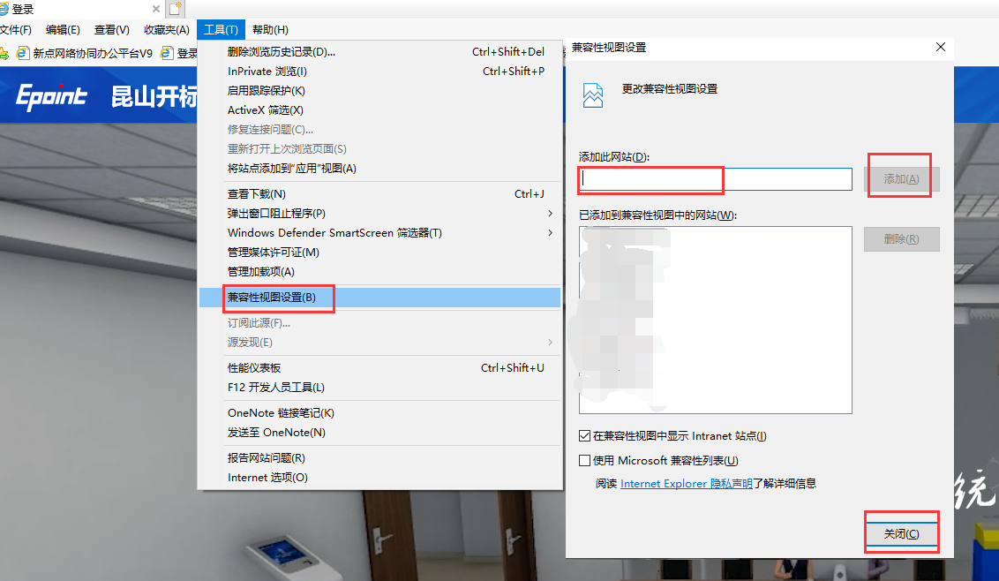 登录
文件(F) 编辑(E) 查看(V) 收藏夹(A) 工具(T) 帮助(H)
新点网络协同办公平台V9 登录
Epoint 昆山开标
删除浏览历史记录(D)... Ctrl+Shift+Del
InPrivate 浏览(I) Ctrl+Shift+P
启用跟踪保护(K)
ActiveX 筛选(X)
修复连接问题(C)...
重新打开上次浏览页面(S)
将站点添加到“应用”视图(A)
查看下载(N) Ctrl+J
弹出窗口阻止程序(P)
Windows Defender SmartScreen 筛选器(T)
管理媒体许可证(M)
管理加载项(A)
兼容性视图设置(B)
订阅此源(F)...
源发现(E)
性能仪表板 Ctrl+Shift+U
F12 开发人员工具(L)
OneNote 链接笔记(K)
发送至 OneNote(N)
报告网站问题(R)
Internet 选项(O)
兼容性视图设置
更改兼容性视图设置
添加此网站(D):
添加(A)
已添加到兼容性视图中的网站(W):
删除(R)
在兼容性视图中显示 Intranet 站点(I)
使用 Microsoft 兼容性列表(U)
阅读 Internet Explorer 隐私声明了解详细信息
统
关闭(C)